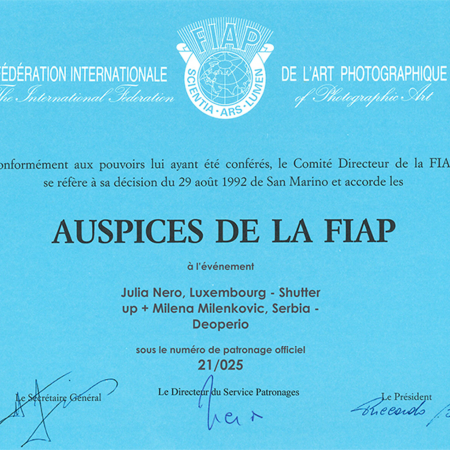 FIAP
SCIENTIA - ARS - LUMEN
FÉDÉRATION INTERNATIONALE DE L'ART PHOTOGRAPHIQUE
The International Federation of Photographic Art
onformément aux pouvoirs lui ayant été conférés, le Comité Directeur de la FIA
se réfère à sa décision du 29 août 1992 de San Marino et accorde les
AUSPICES DE LA FIAP
à l'événement
Julia Nero, Luxembourg - Shutter
up + Milena Milenkovic, Serbia -
Deoperio
sous le numéro de patronage officiel
21/025
Le Secrétaire Général Le Directeur du Service Patronages Le Président